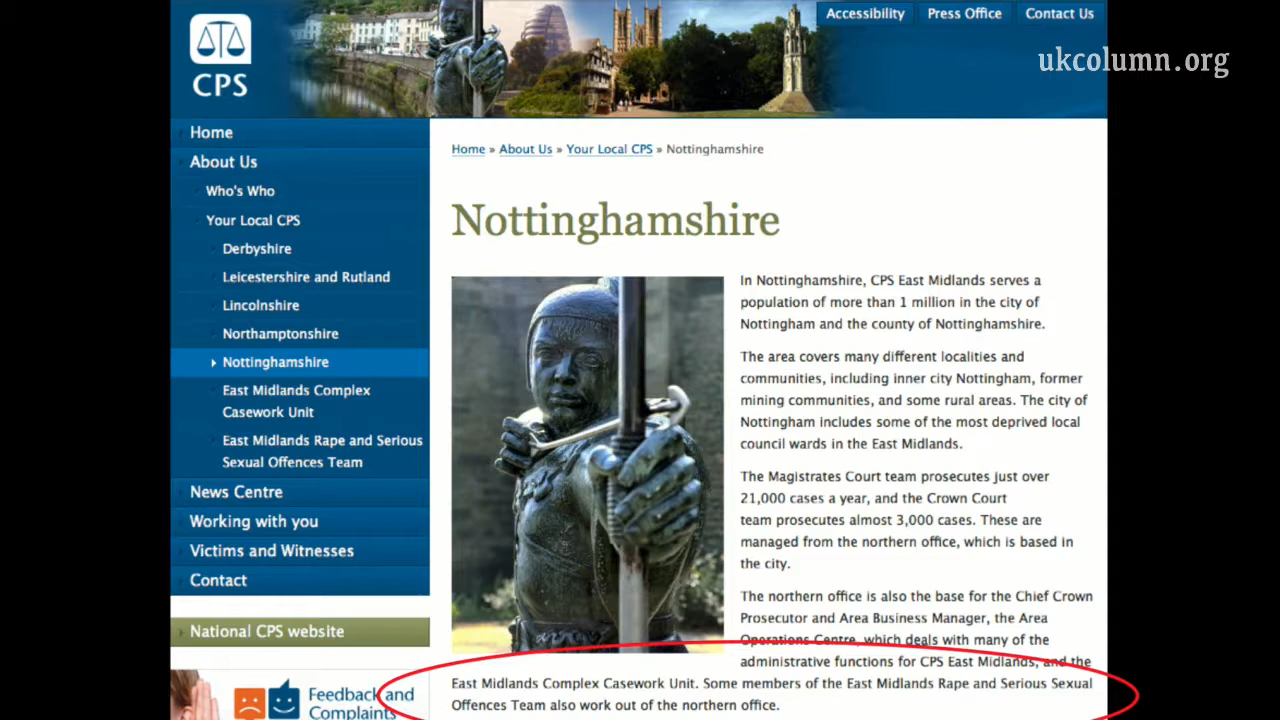 Accessibility
Press Office
Contact Us
ukcolumn.org
CPS
Home
About Us
Who's Who
Your Local CPS
Derbyshire
Leicestershire and Rutland
Lincolnshire
Northamptonshire
Nottinghamshire
East Midlands Complex
Casework Unit
East Midlands Rape and Serious
Sexual Offences Team
News Centre
Working with you
Victims and Witnesses
Contact
National CPS website
Feedback and
Complaints
Home » About Us » Your Local CPS » Nottinghamshire
Nottinghamshire
In Nottinghamshire, CPS East Midlands serves a
population of more than 1 million in the city of
Nottingham and the county of Nottinghamshire.
The area covers many different localities and
communities, including inner city Nottingham, former
mining communities, and some rural areas. The city of
Nottingham includes some of the most deprived local
council wards in the East Midlands.
The Magistrates Court team prosecutes just over
21,000 cases a year, and the Crown Court
team prosecutes almost 3,000 cases. These are
managed from the northern office, which is based in
the city.
The northern office is also the base for the Chief Crown
Prosecutor and Area Business Manager, the Area
Operations Centre, which deals with many of the
administrative functions for CPS East Midlands, and the
East Midlands Complex Casework Unit. Some members of the East Midlands Rape and Serious Sexual
Offences Team also work out of the northern office.